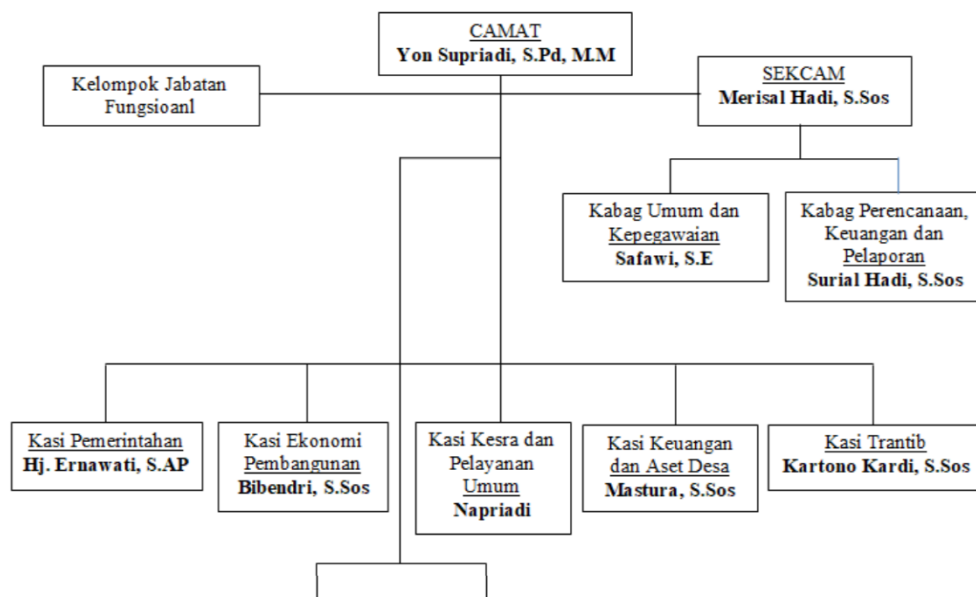 CAMAT
Yon Supriadi, S.Pd, M.M
Kelompok Jabatan
Fungsioanl
SEKCAM
Merisal Hadi, S.Sos
Kabag Umum dan
Kepegawaian
Safawi, S.E
Kabag Perencanaan,
Keuangan dan
Pelaporan
Surial Hadi, S.Sos
Kasi Pemerintahan
Hj. Ernawati, S.AP
Kasi Ekonomi
Pembangunan
Bibendri, S.Sos
Kasi Kesra dan
Pelayanan
Umum
Napriadi
Kasi Keuangan
dan Aset Desa
Mastura, S.Sos
Kasi Trantib
Kartono Kardi, S.Sos